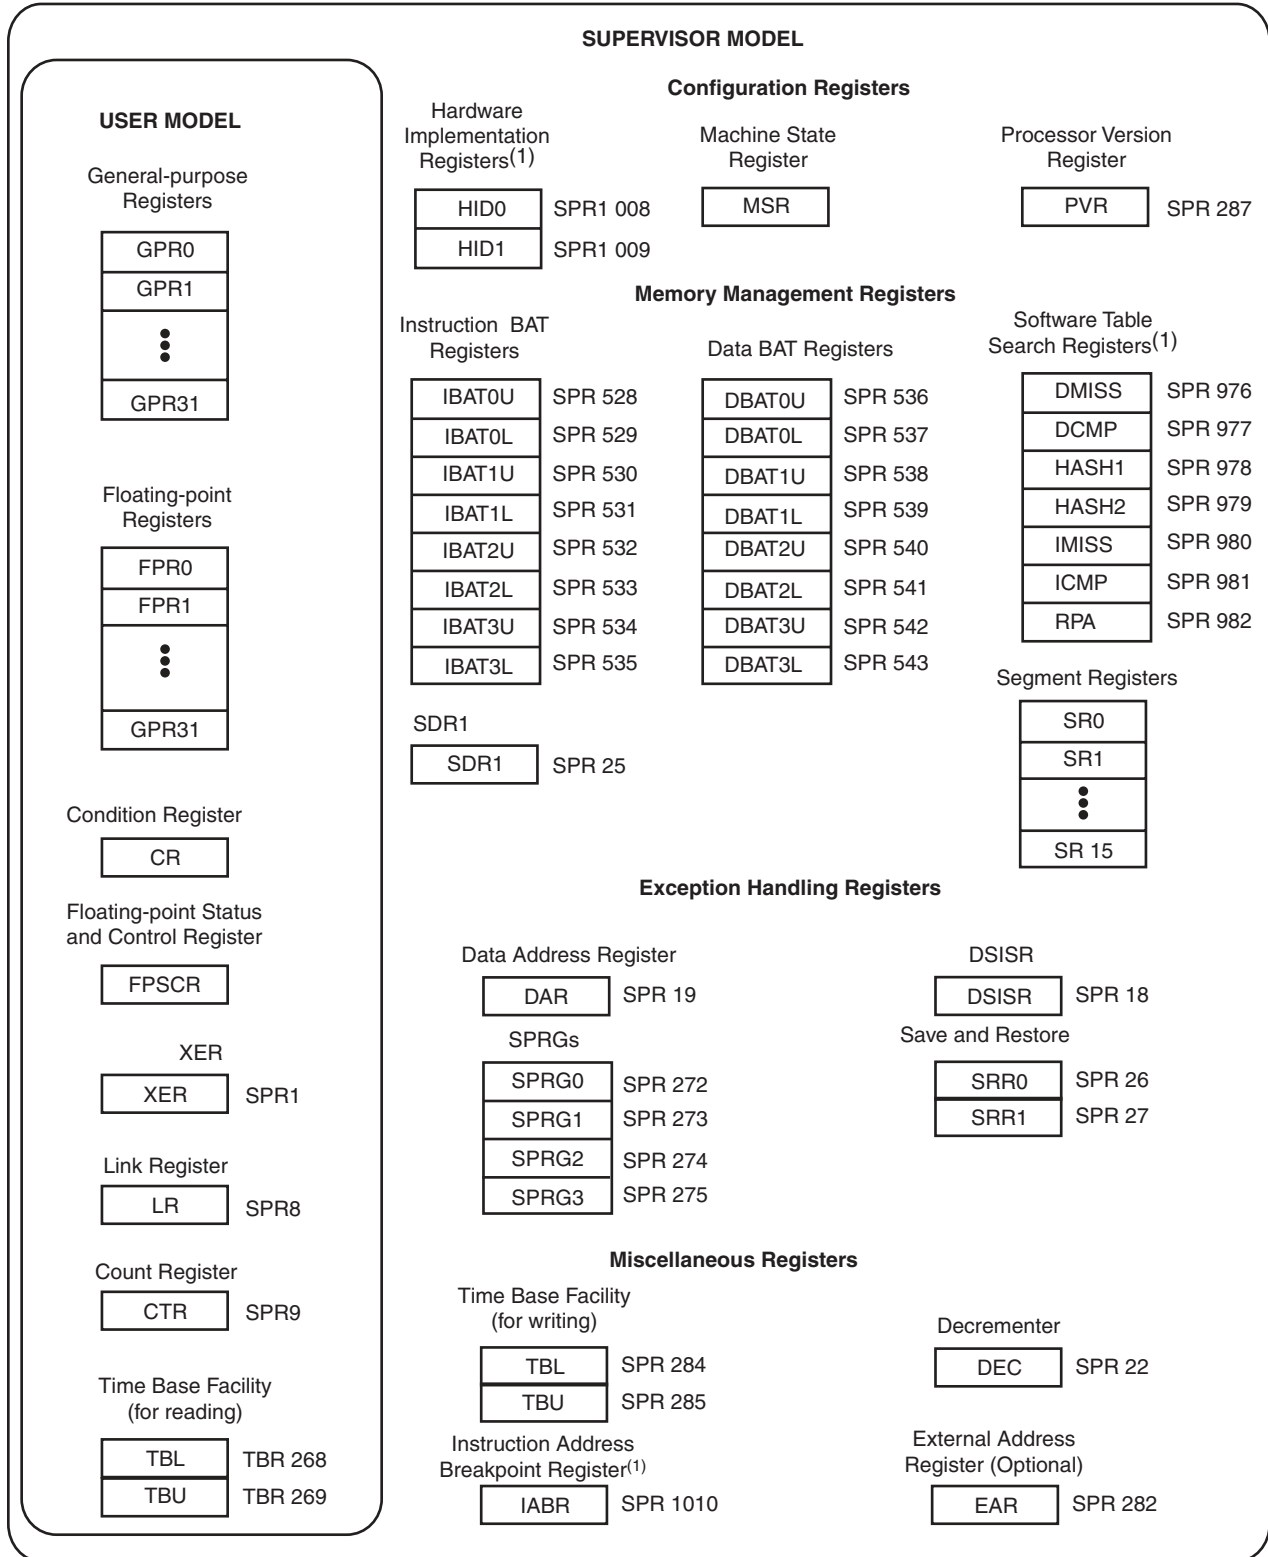 SUPERVISOR MODEL
USER MODEL
General-purpose
Registers
GPR0
GPR1
GPR31
Floating-point
Registers
FPR0
FPR1
GPR31
Condition Register
CR
Floating-point Status
and Control Register
FPSCR
XER
XER SPR1
Link Register
LR SPR8
Count Register
CTR SPR9
Time Base Facility
(for reading)
TBL TBR 268
TBU TBR 269
Configuration Registers
Hardware
Implementation
Registers(1)
HID0 SPR1 008
HID1 SPR1 009
Machine State
Register
MSR
Processor Version
Register
PVR SPR 287
Memory Management Registers
Instruction BAT
Registers
IBAT0U SPR 528
IBAT0L SPR 529
IBAT1U SPR 530
IBAT1L SPR 531
IBAT2U SPR 532
IBAT2L SPR 533
IBAT3U SPR 534
IBAT3L SPR 535
Data BAT Registers
DBAT0U SPR 536
DBAT0L SPR 537
DBAT1U SPR 538
DBAT1L SPR 539
DBAT2U SPR 540
DBAT2L SPR 541
DBAT3U SPR 542
DBAT3L SPR 543
Software Table
Search Registers(1)
DMISS SPR 976
DCMP SPR 977
HASH1 SPR 978
HASH2 SPR 979
IMISS SPR 980
ICMP SPR 981
RPA SPR 982
SDR1
SDR1 SPR 25
Segment Registers
SR0
SR1
SR 15
Exception Handling Registers
Data Address Register
DAR SPR 19
DSISR
DSISR SPR 18
SPRGs
SPRG0 SPR 272
SPRG1 SPR 273
SPRG2 SPR 274
SPRG3 SPR 275
Save and Restore
SRR0 SPR 26
SRR1 SPR 27
Miscellaneous Registers
Time Base Facility
(for writing)
TBL SPR 284
TBU SPR 285
Decrementer
DEC SPR 22
Instruction Address
Breakpoint Register(1)
IABR SPR 1010
External Address
Register (Optional)
EAR SPR 282